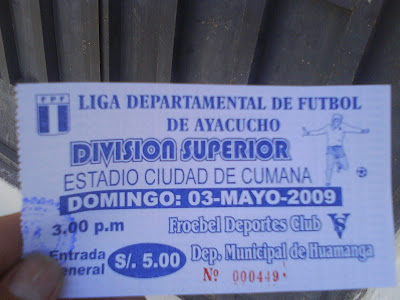 F P F
LIGA DEPARTAMENTAL DE FUTBOL
DE AYACUCHO
DIVISION SUPERIOR
ESTADIO CIUDAD DE CUMANA
DOMINGO: 03-MAYO-2009
3.00 p.m Froebel Deportes Club
Entrada General S/. 5.00 Dep. Municipal de Huamanga
Nº 000449